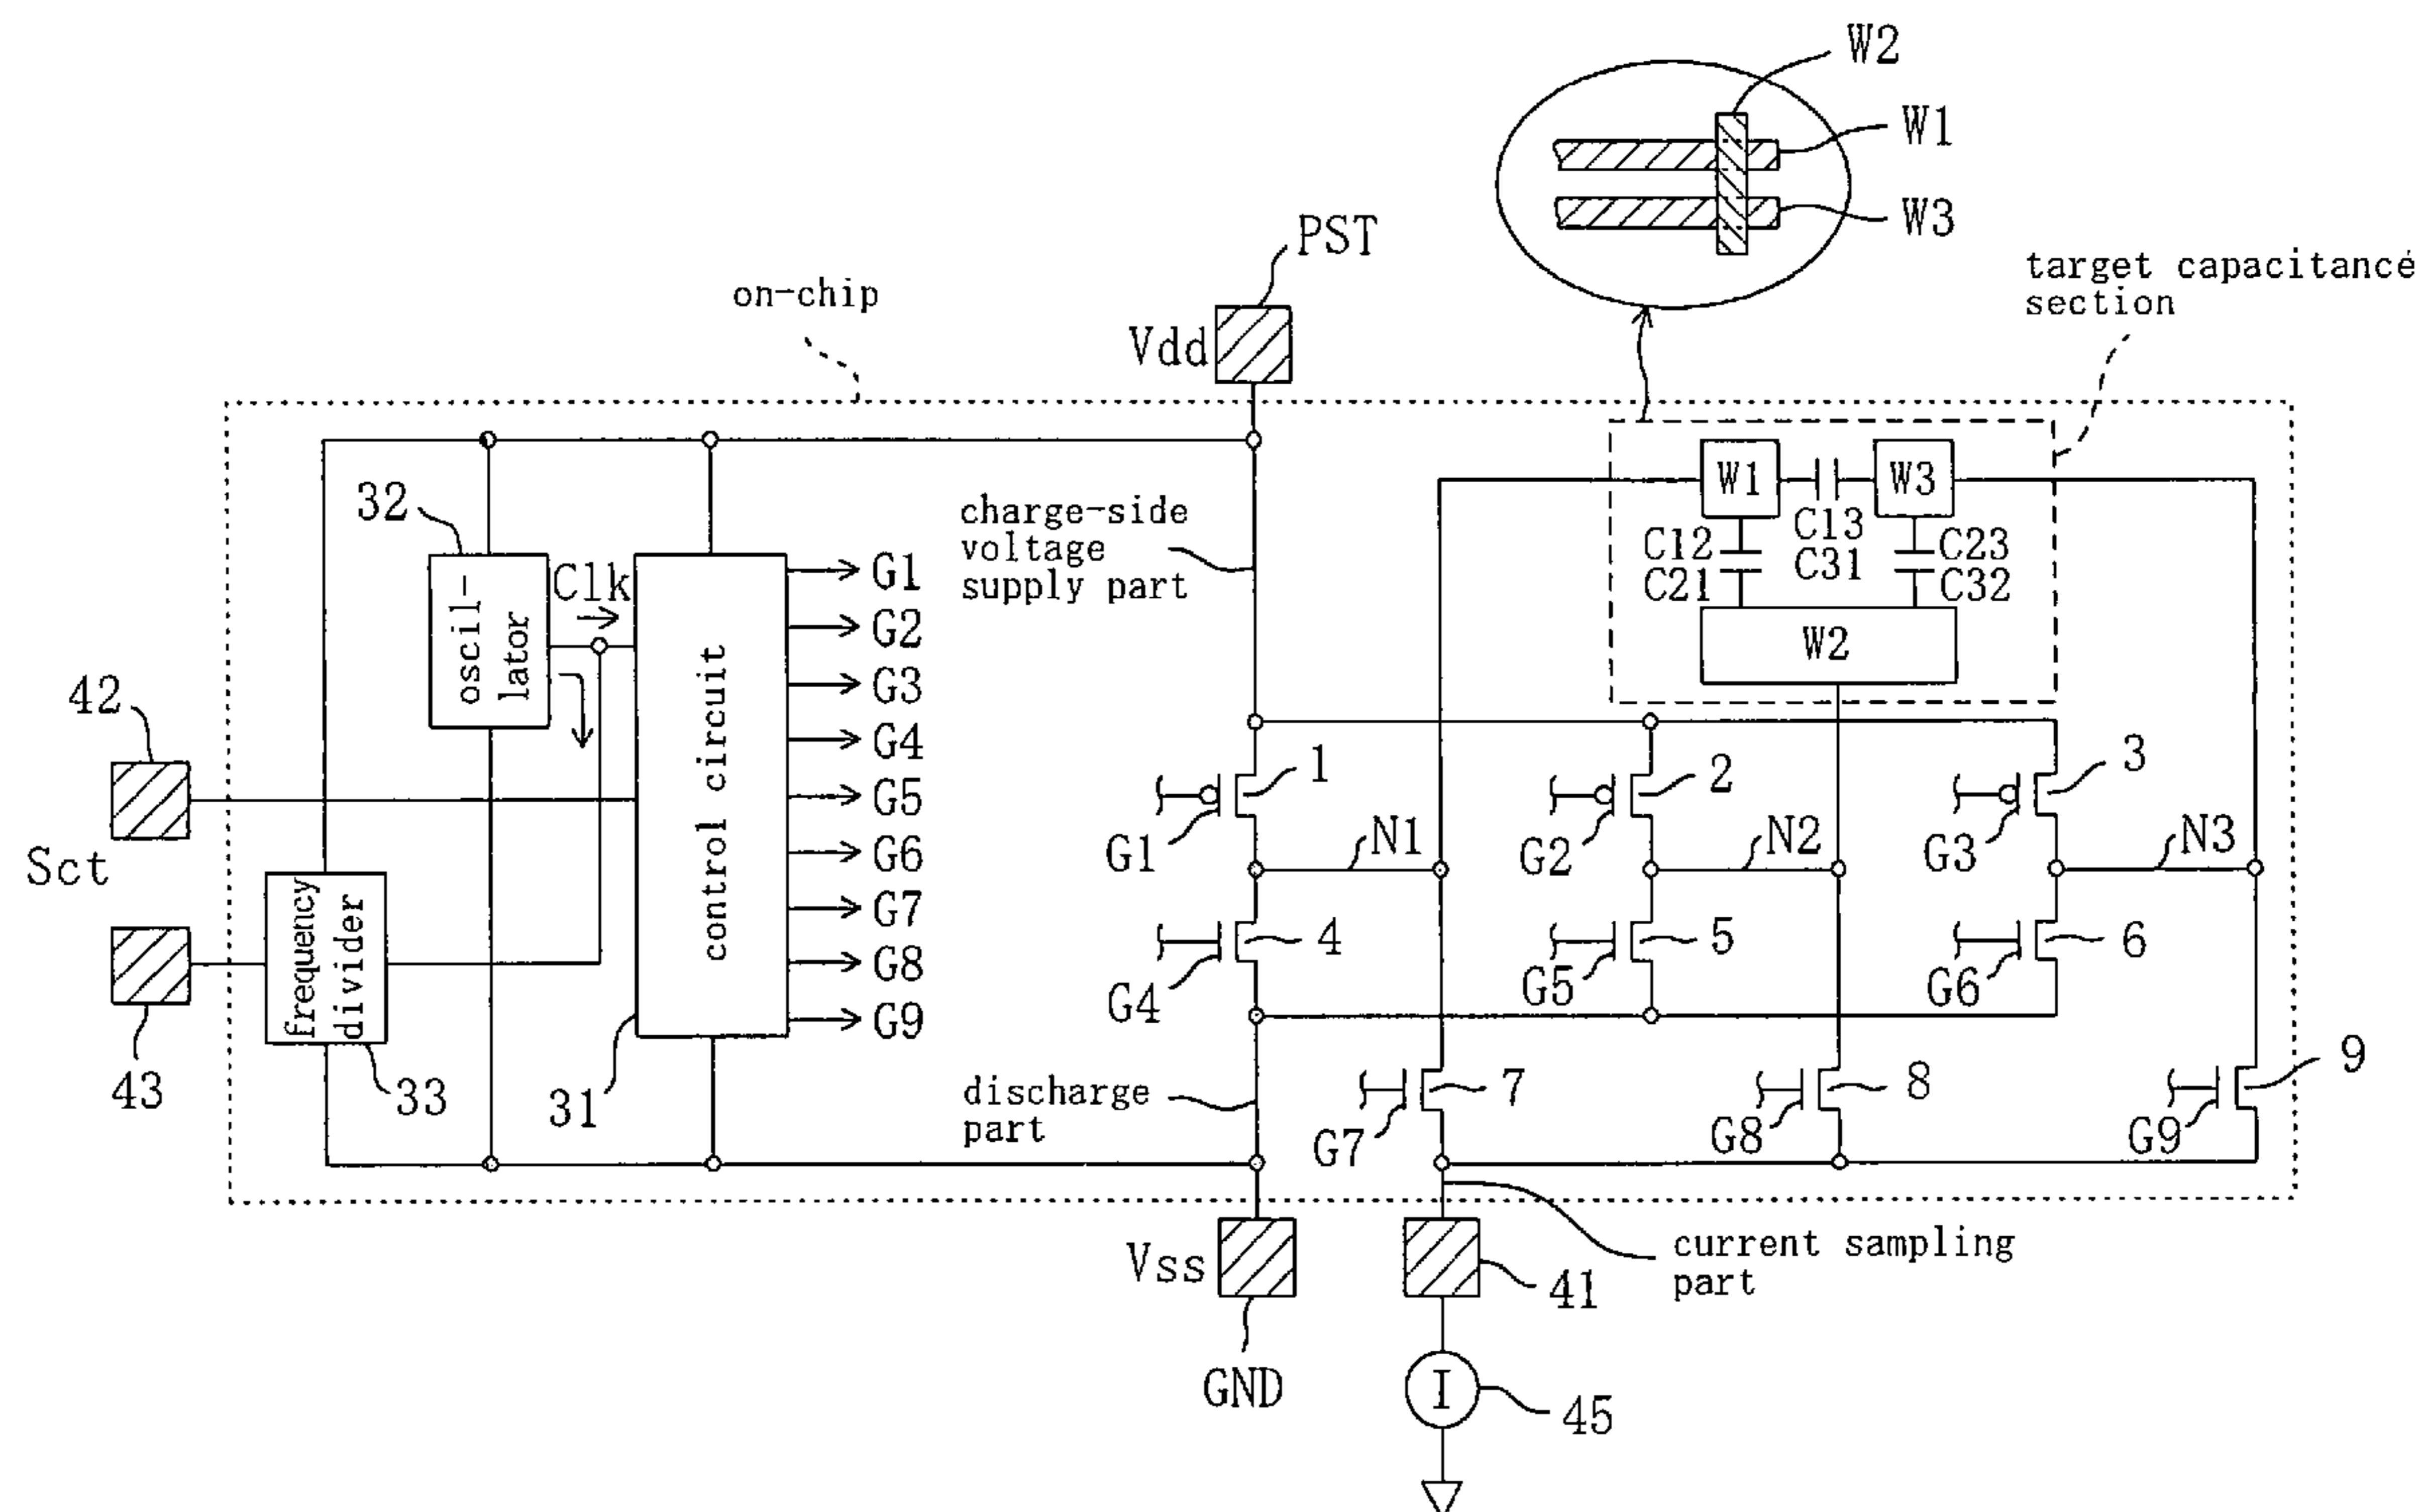 W2
W1
W3
PST
target capacitance
section
on-chip
Vdd
W1
W3
C13
C31
C12
C21
C23
C32
W2
32
oscil-
lator
Clk
charge-side
voltage
supply part
control circuit
G1
G2
G3
G4
G5
G6
G7
G8
G9
42
Sct
43
frequency
divider
33
31
1
2
3
G1
N1
G2
N2
G3
N3
4
5
6
G4
G5
G6
discharge
part
7
8
9
G7
G8
G9
Vss
GND
41
current sampling
part
I
45